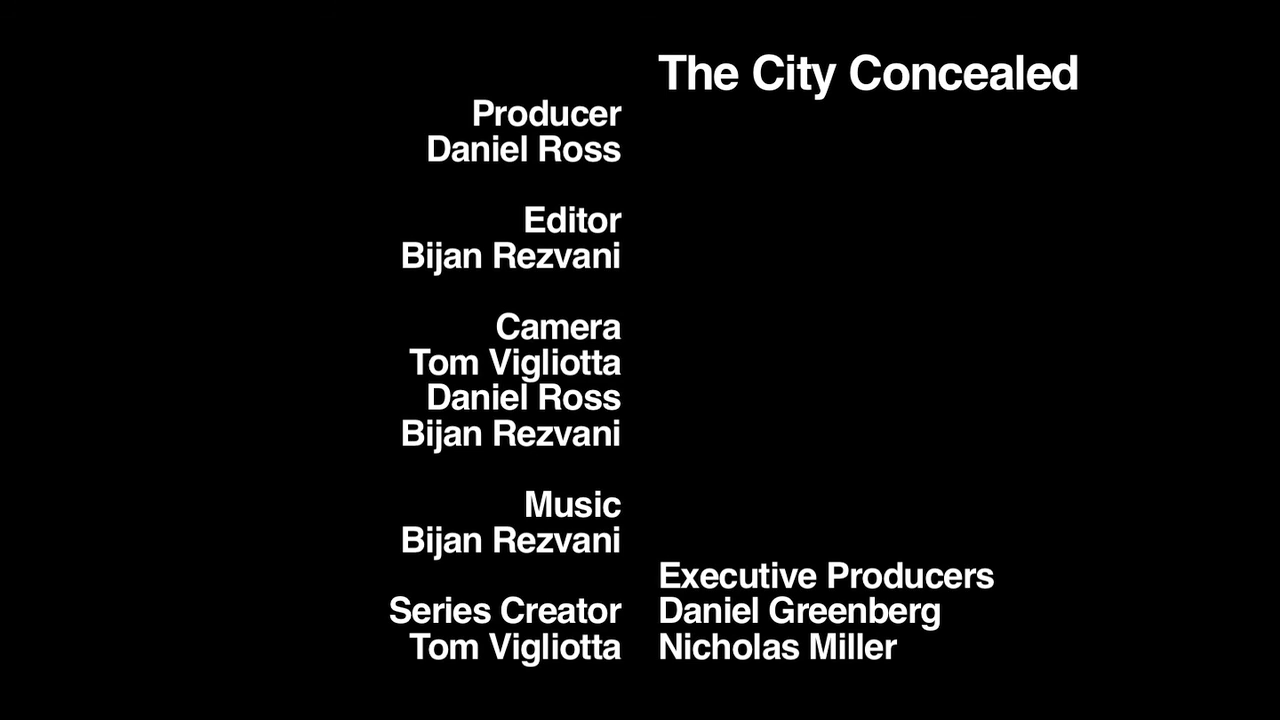 The City Concealed
Producer
Daniel Ross
Editor
Bijan Rezvani
Camera
Tom Vigliotta
Daniel Ross
Bijan Rezvani
Music
Bijan Rezvani
Series Creator
Tom Vigliotta
Executive Producers
Daniel Greenberg
Nicholas Miller